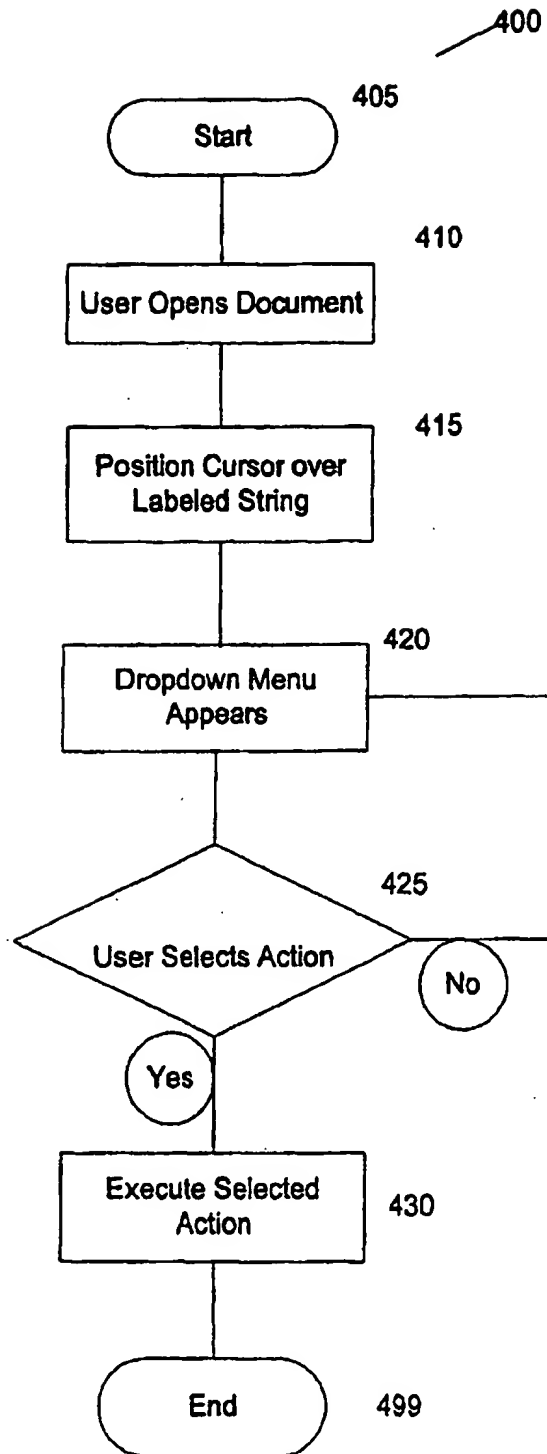 400
405
Start
410
User Opens Document
415
Position Cursor over
Labeled String
420
Dropdown Menu
Appears
425
User Selects Action
No
Yes
Execute Selected
Action
430
End
499